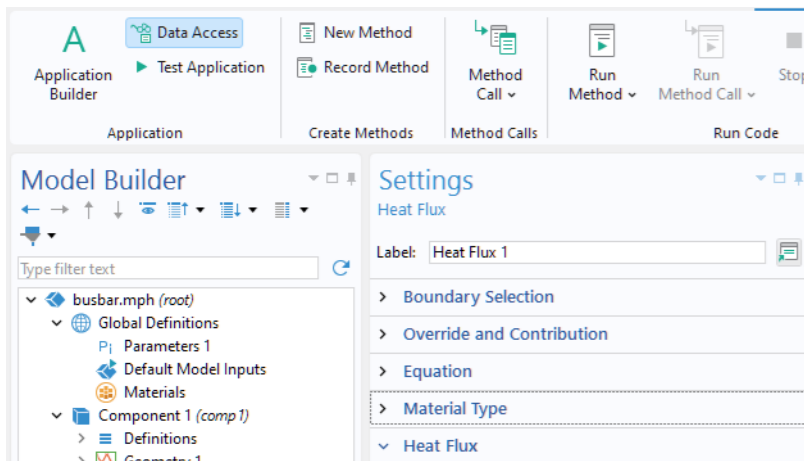 Application Builder
Data Access
Test Application
Application
New Method
Record Method
Create Methods
Method Call
Method Calls
Run Method
Run Method Call
Run Code
Model Builder
Type filter text
busbar.mph (root)
Global Definitions
Pi Parameters 1
Default Model Inputs
Materials
Component 1 (comp1)
Definitions
Settings
Heat Flux
Label: Heat Flux 1
Boundary Selection
Override and Contribution
Equation
Material Type
Heat Flux